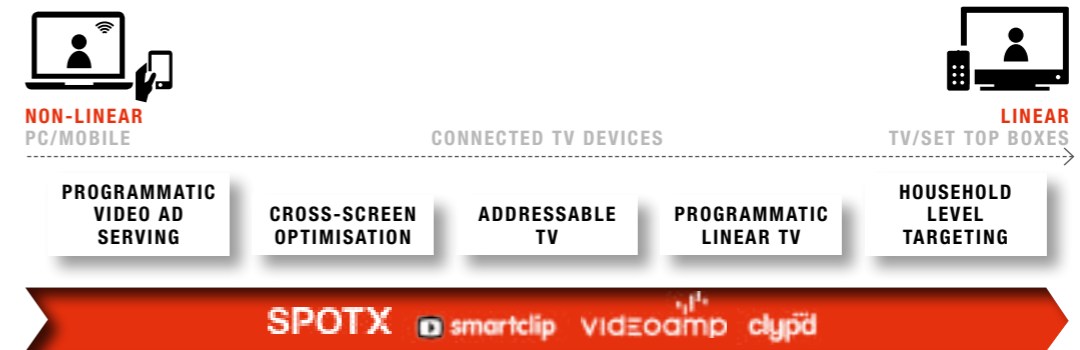 NON-LINEAR
LINEAR
PC/MOBILE
CONNECTED TV DEVICES
TV/SET TOP BOXES
PROGRAMMATIC
VIDEO AD
SERVING
CROSS-SCREEN
OPTIMISATION
ADDRESSABLE
TV
PROGRAMMATIC
LINEAR TV
HOUSEHOLD
LEVEL
TARGETING
SPOTX smartclip VIDEOAMP clypd